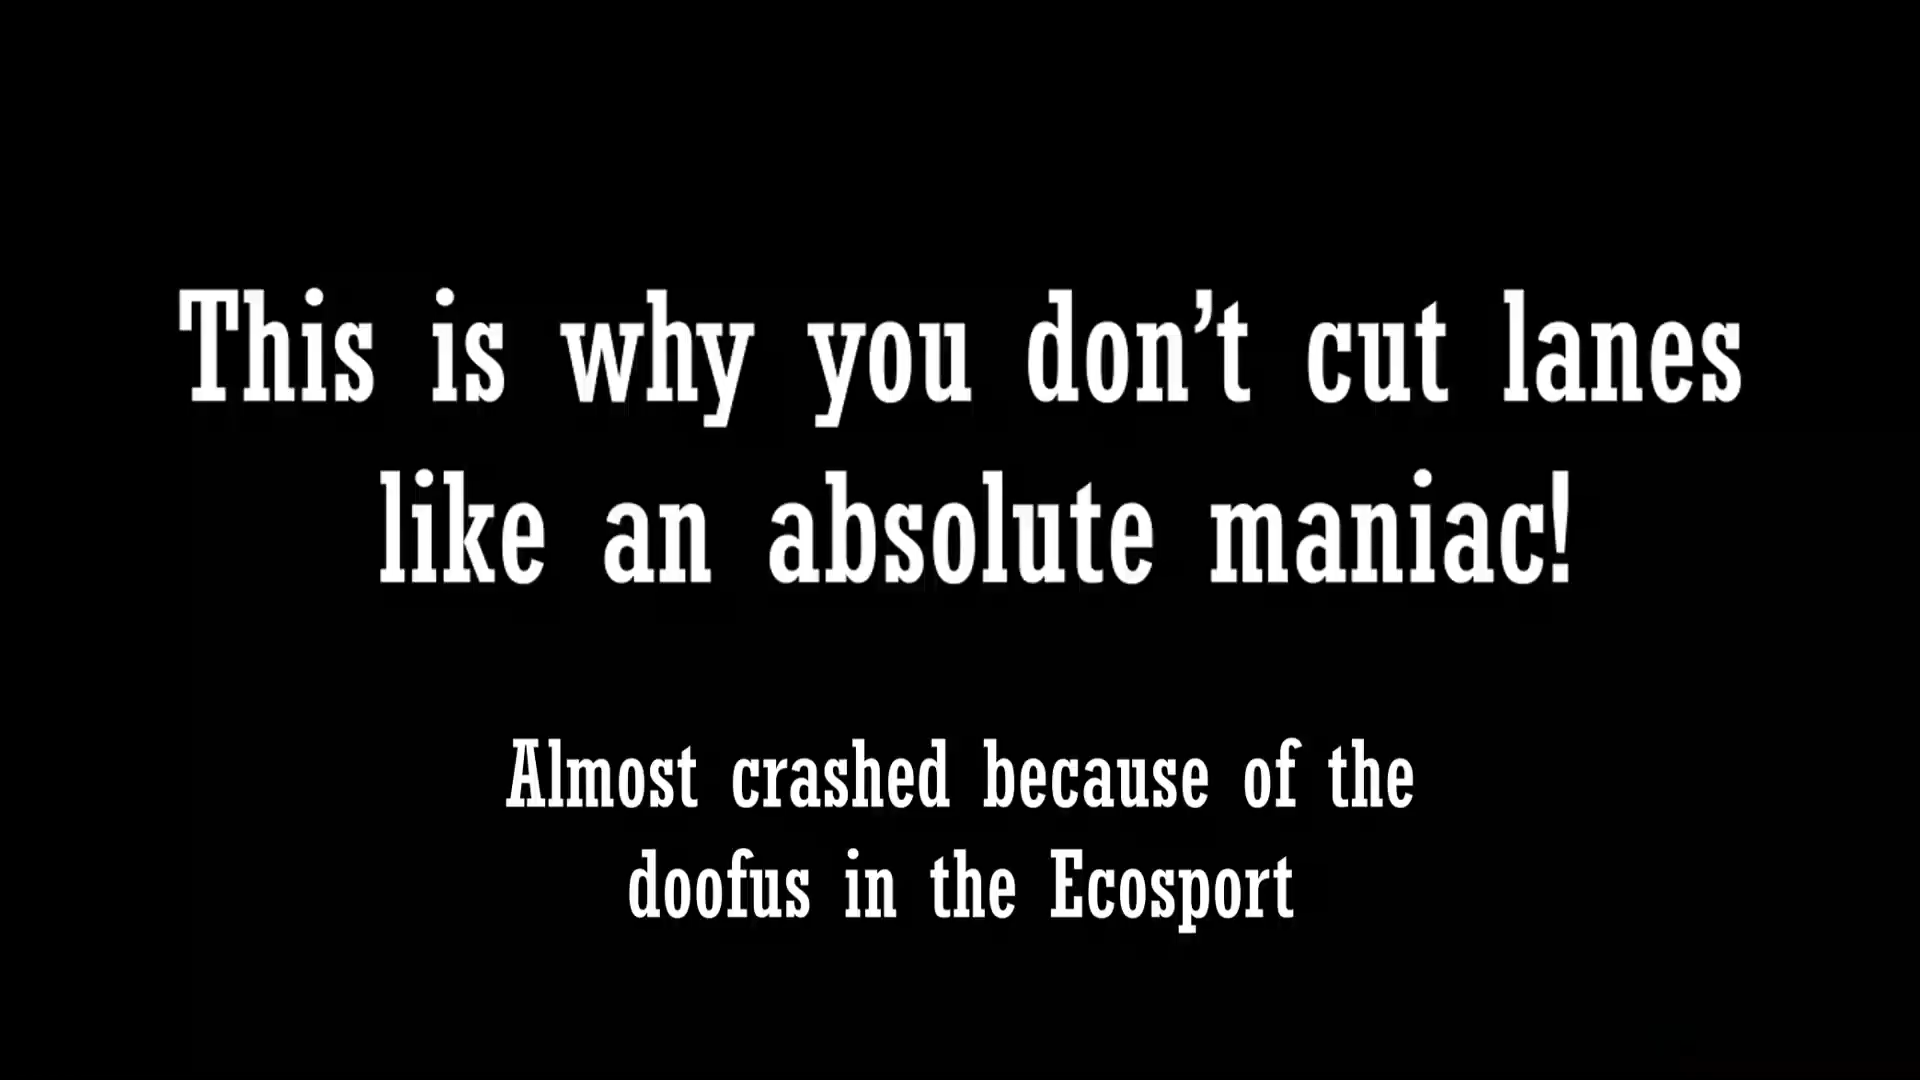 This is why you don’t cut lanes
like an absolute maniac!
Almost crashed because of the
doofus in the Ecosport